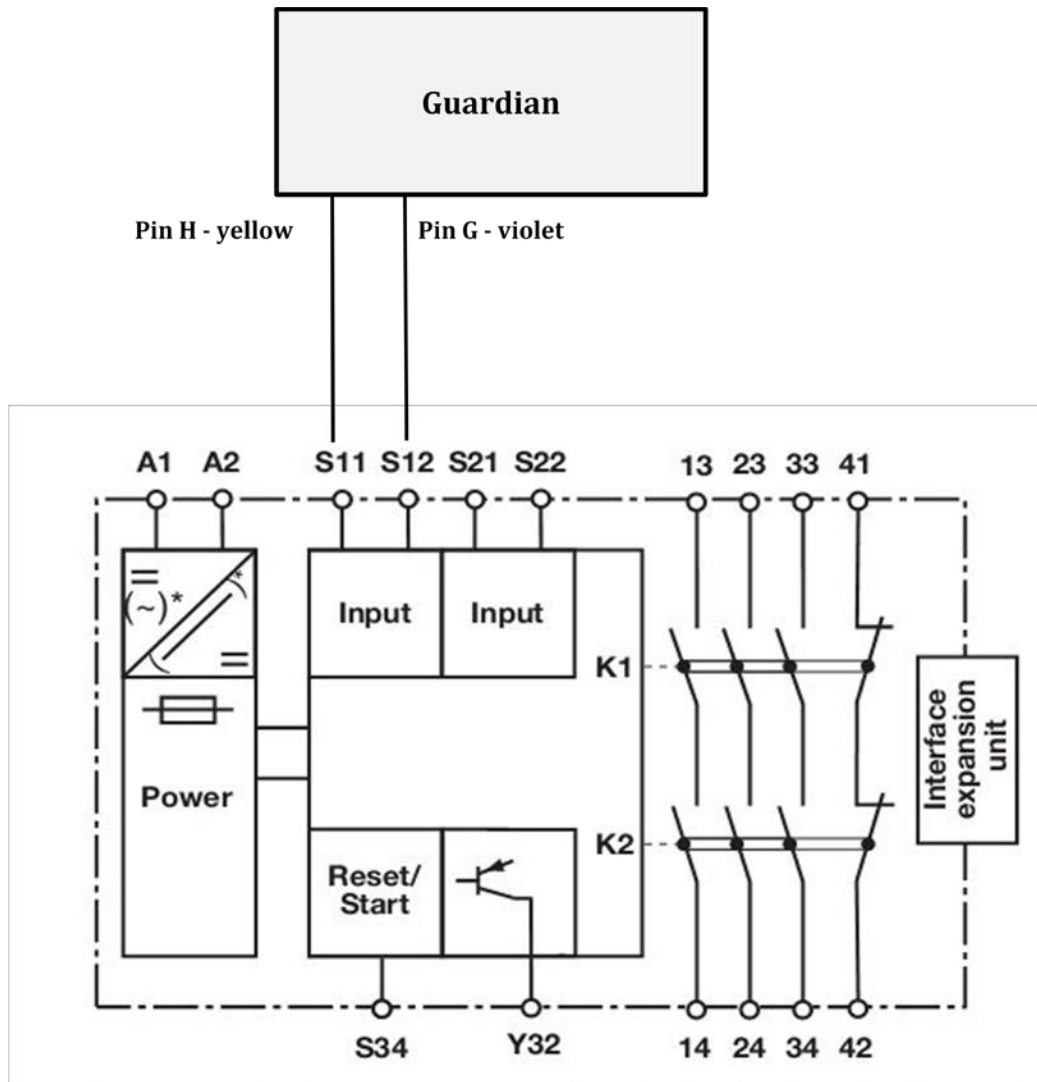 Guardian
Pin H - yellow
Pin G - violet
A1 A2 S11 S12 S21 S22 13 23 33 41
=
(~)*
(
)*
=
Input
Input
K1
Power
Interface
expansion
unit
K2
Reset/
Start
S34
Y32
14 24 34 42